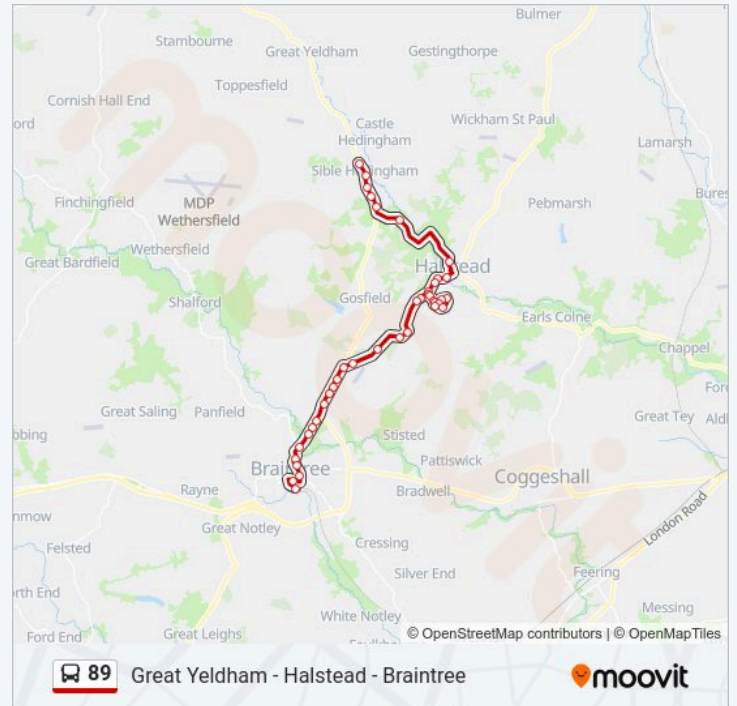 Bulmer
Stambourne
Great Yeldham
Gestingthorpe
Toppesfield
Cornish Hall End
Castle
Hedingham
Wickham St Paul
ord
Lamarsh
Sible Hedingham
MDP
Wethersfield
Finchingfield
Pebmarsh
Bures
Wethersfield
Great Bardfield
Halstead
Shalford
Gosfield
Earls Colne
Chappel
Great Saling
Panfield
Great Tey
Stisted
Pattiswick
Braintree
Coggeshall
Rayne
Bradwell
London Road
Great Notley
Felsted
Cressing
Silver End
Feering
White Notley
Messing
Ford End
Great Leighs
© OpenStreetMap contributors | © OpenMapTiles
89 Great Yeldham - Halstead - Braintree
moovit